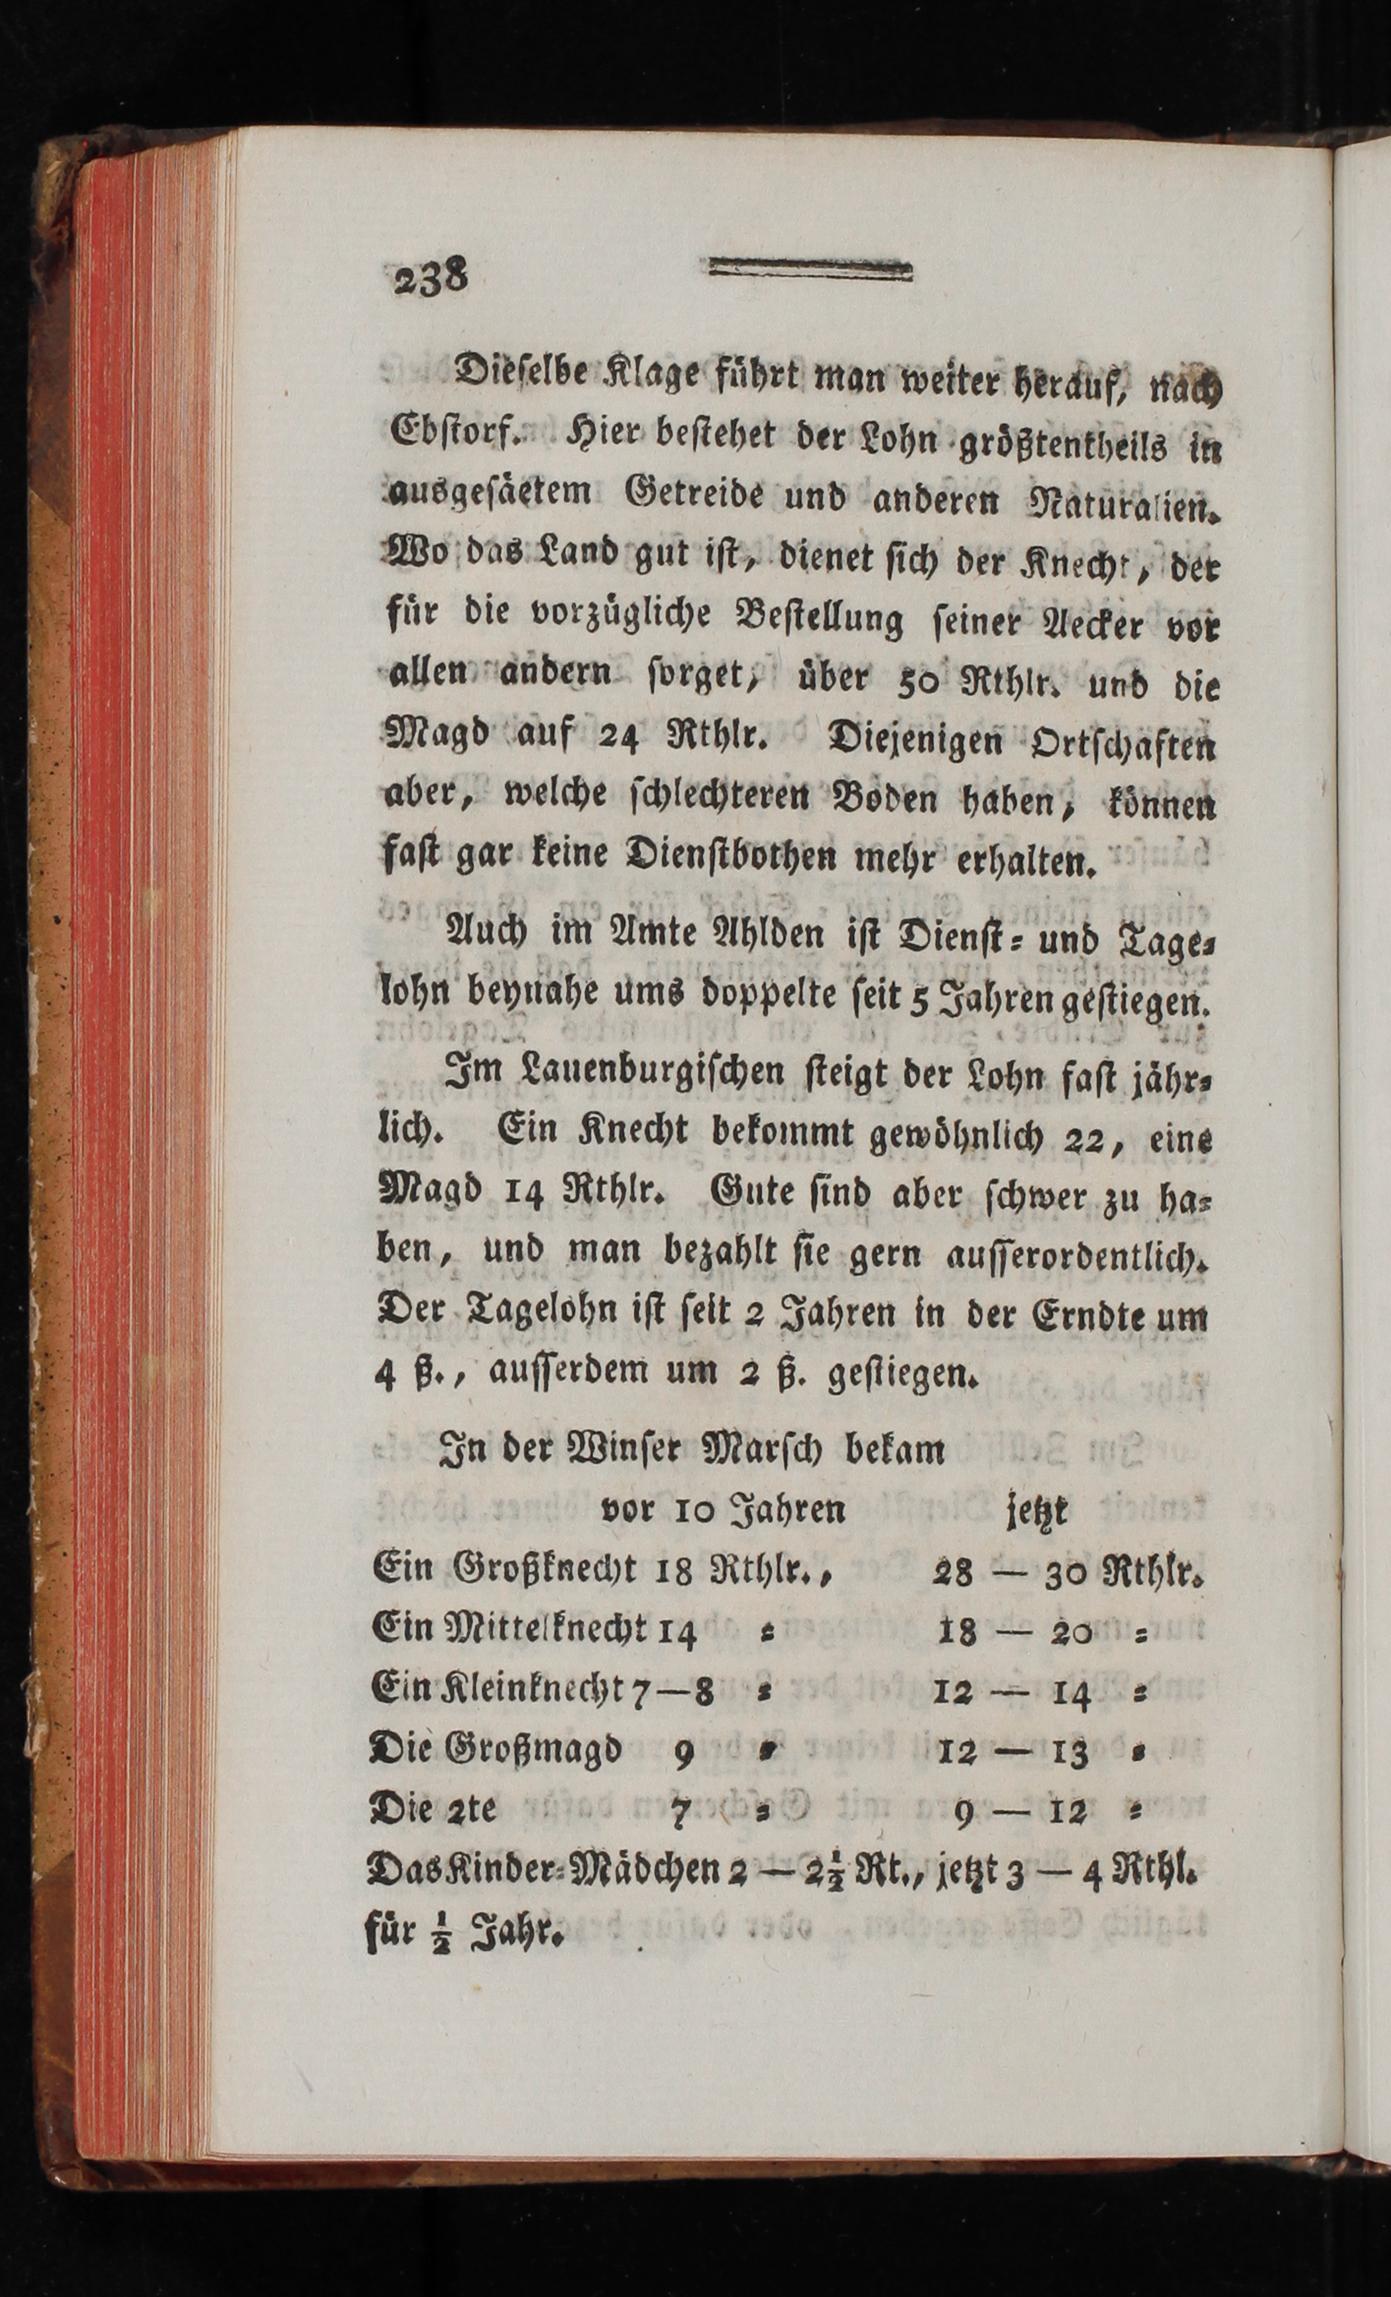 238
Dieſelbe Klage führt man weiter herauf, nach
Ebſtorf. Hier beſtehet der Lohn größtentheils in
ausgeſäetem Getreide und anderen Naturalien.
Wo das Land gut iſt, dienet ſich der Knecht, der
für die vorzügliche Beſtellung ſeiner Aecker vor
allen andern ſorget, über 50 Rthlr. und die
Magd auf 24 Rthlr. Diejenigen Ortſchaften
aber, welche ſchlechteren Boden haben, können
faſt gar keine Dienſtbothen mehr erhalten.
Auch im Amte Ahlden iſt Dienſt⸗ und Tage⸗
lohn beynahe ums doppelte ſeit 5 Jahren geſtiegen.
Im Lauenburgiſchen ſteigt der Lohn faſt jähr⸗
lich. Ein Knecht bekommt gewöhnlich 22, eine
Magd 14 Rthlr. Gute ſind aber ſchwer zu ha⸗
ben, und man bezahlt ſie gern auſſerordentlich.
Der Tagelohn iſt ſeit 2 Jahren in der Erndte um
4 ß., auſſerdem um 2 ß. geſtiegen.
In der Winſer Marſch bekam
vor 10 Jahren jetzt
Ein Großknecht 18 Rthlr., 28 — 30 Rthlr.
Ein Mittelknecht 14 ⸗ 18 — 20 ⸗
Ein Kleinknecht 7—8 ⸗ 12 — 14 ⸗
Die Großmagd 9 ⸗ 12 — 13 ⸗
Die 2te 7 ⸗ 9 — 12 ⸗
Das Kinder⸗Mädchen 2 — 2½ Rt., jetzt 3 — 4 Rthl.
für ½ Jahr.